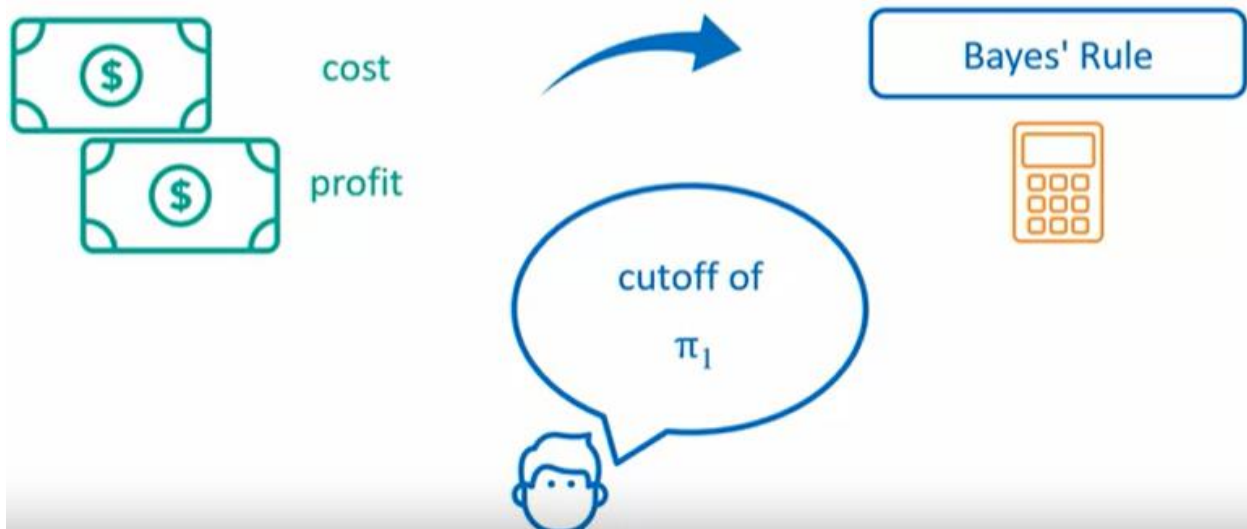 $
cost
Bayes' Rule
$
profit
cutoff of
π₁